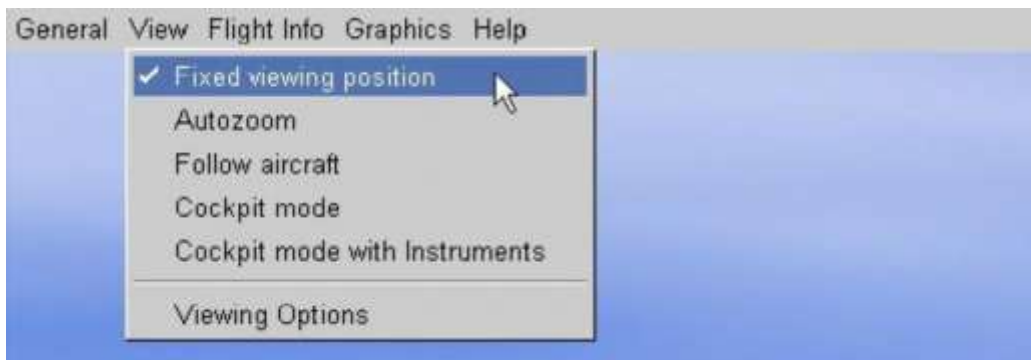 General View Flight Info Graphics Help
Fixed viewing position
Autozoom
Follow aircraft
Cockpit mode
Cockpit mode with Instruments
Viewing Options